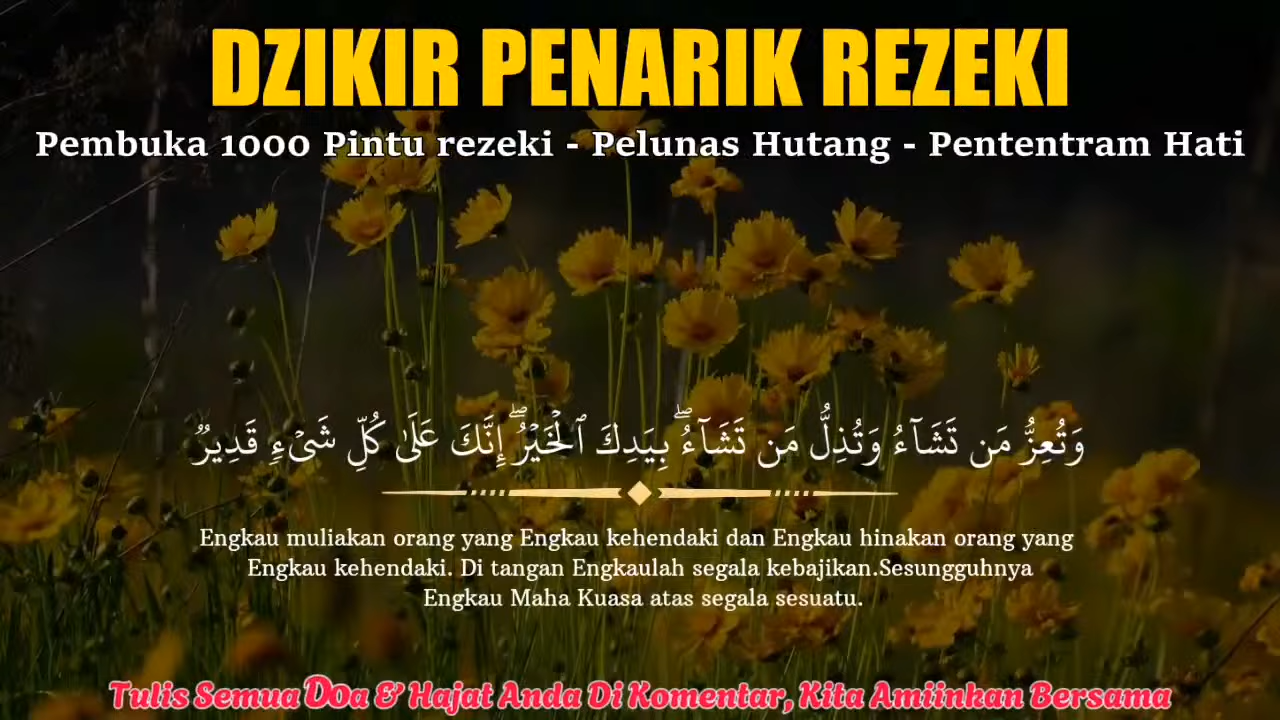 DZIKIR PENARIK REZEKI
Pembuka 1000 Pintu rezeki - Pelunas Hutang - Pententram Hati
وَتُعِزُّ مَن تَشَآءُ وَتُذِلُّ مَن تَشَآءُۖ بِيَدِكَ ٱلْخَيْرُۖ إِنَّكَ عَلَىٰ كُلِّ شَىْءٍ قَدِيرٌ
Engkau muliakan orang yang Engkau kehendaki dan Engkau hinakan orang yang
Engkau kehendaki. Di tangan Engkaulah segala kebajikan.Sesungguhnya
Engkau Maha Kuasa atas segala sesuatu.
Tulis Semua Doa & Hajat Anda Di Komentar, Kita Amiinkan Bersama